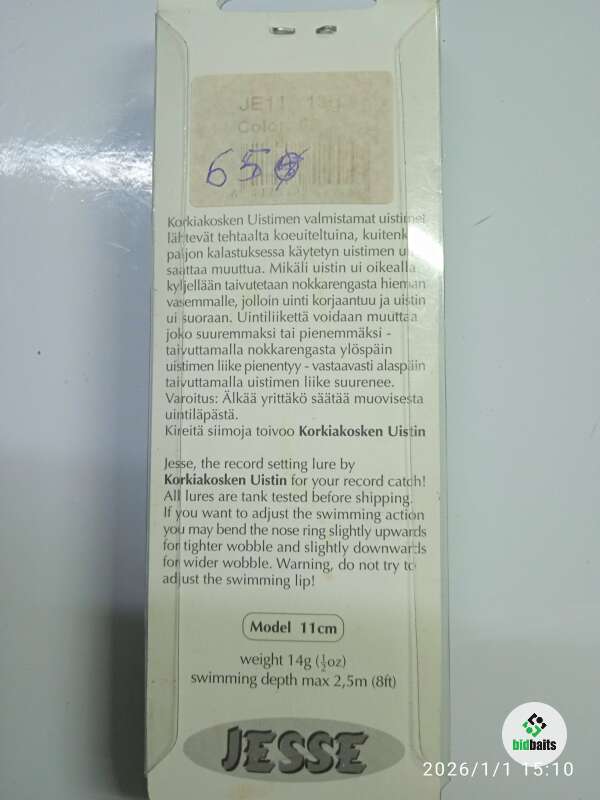 JE11
Color
65
Korkiakosken Uistimen valmistamat uistimet
lähtevät tehtaalta koeuiteltuina, kuitenk
paljon kalastuksessa käytetyn uistimen u
saattaa muuttua. Mikäli uistin ui oikealla
kyljellään taivutetaan nokkarengasta hieman
vasemmalle, jolloin uinti korjaantuu ja uistin
ui suoraan. Uintiliikettä voidaan muuttaa
joko suuremmaksi tai pienemmäksi -
taivuttamalla nokkarengasta ylöspäin
uistimen liike pienentyy - vastaavasti alaspäin
taivuttamalla uistimen liike suurenee.
Varoitus: Älkää yrittäkö säätää muovisesta
uintiläpästä.
Kireitä siimoja toivoo Korkiakosken Uistin
Jesse, the record setting lure by
Korkiakosken Uistin for your record catch!
All lures are tank tested before shipping.
If you want to adjust the swimming action
you may bend the nose ring slightly upwards
for tighter wobble and slightly downwards
for wider wobble. Warning, do not try to
adjust the swimming lip!
Model 11cm
weight 14g (½oz)
swimming depth max 2,5m (8ft)
JESSE
bidbaits
2026/1/1 15:10